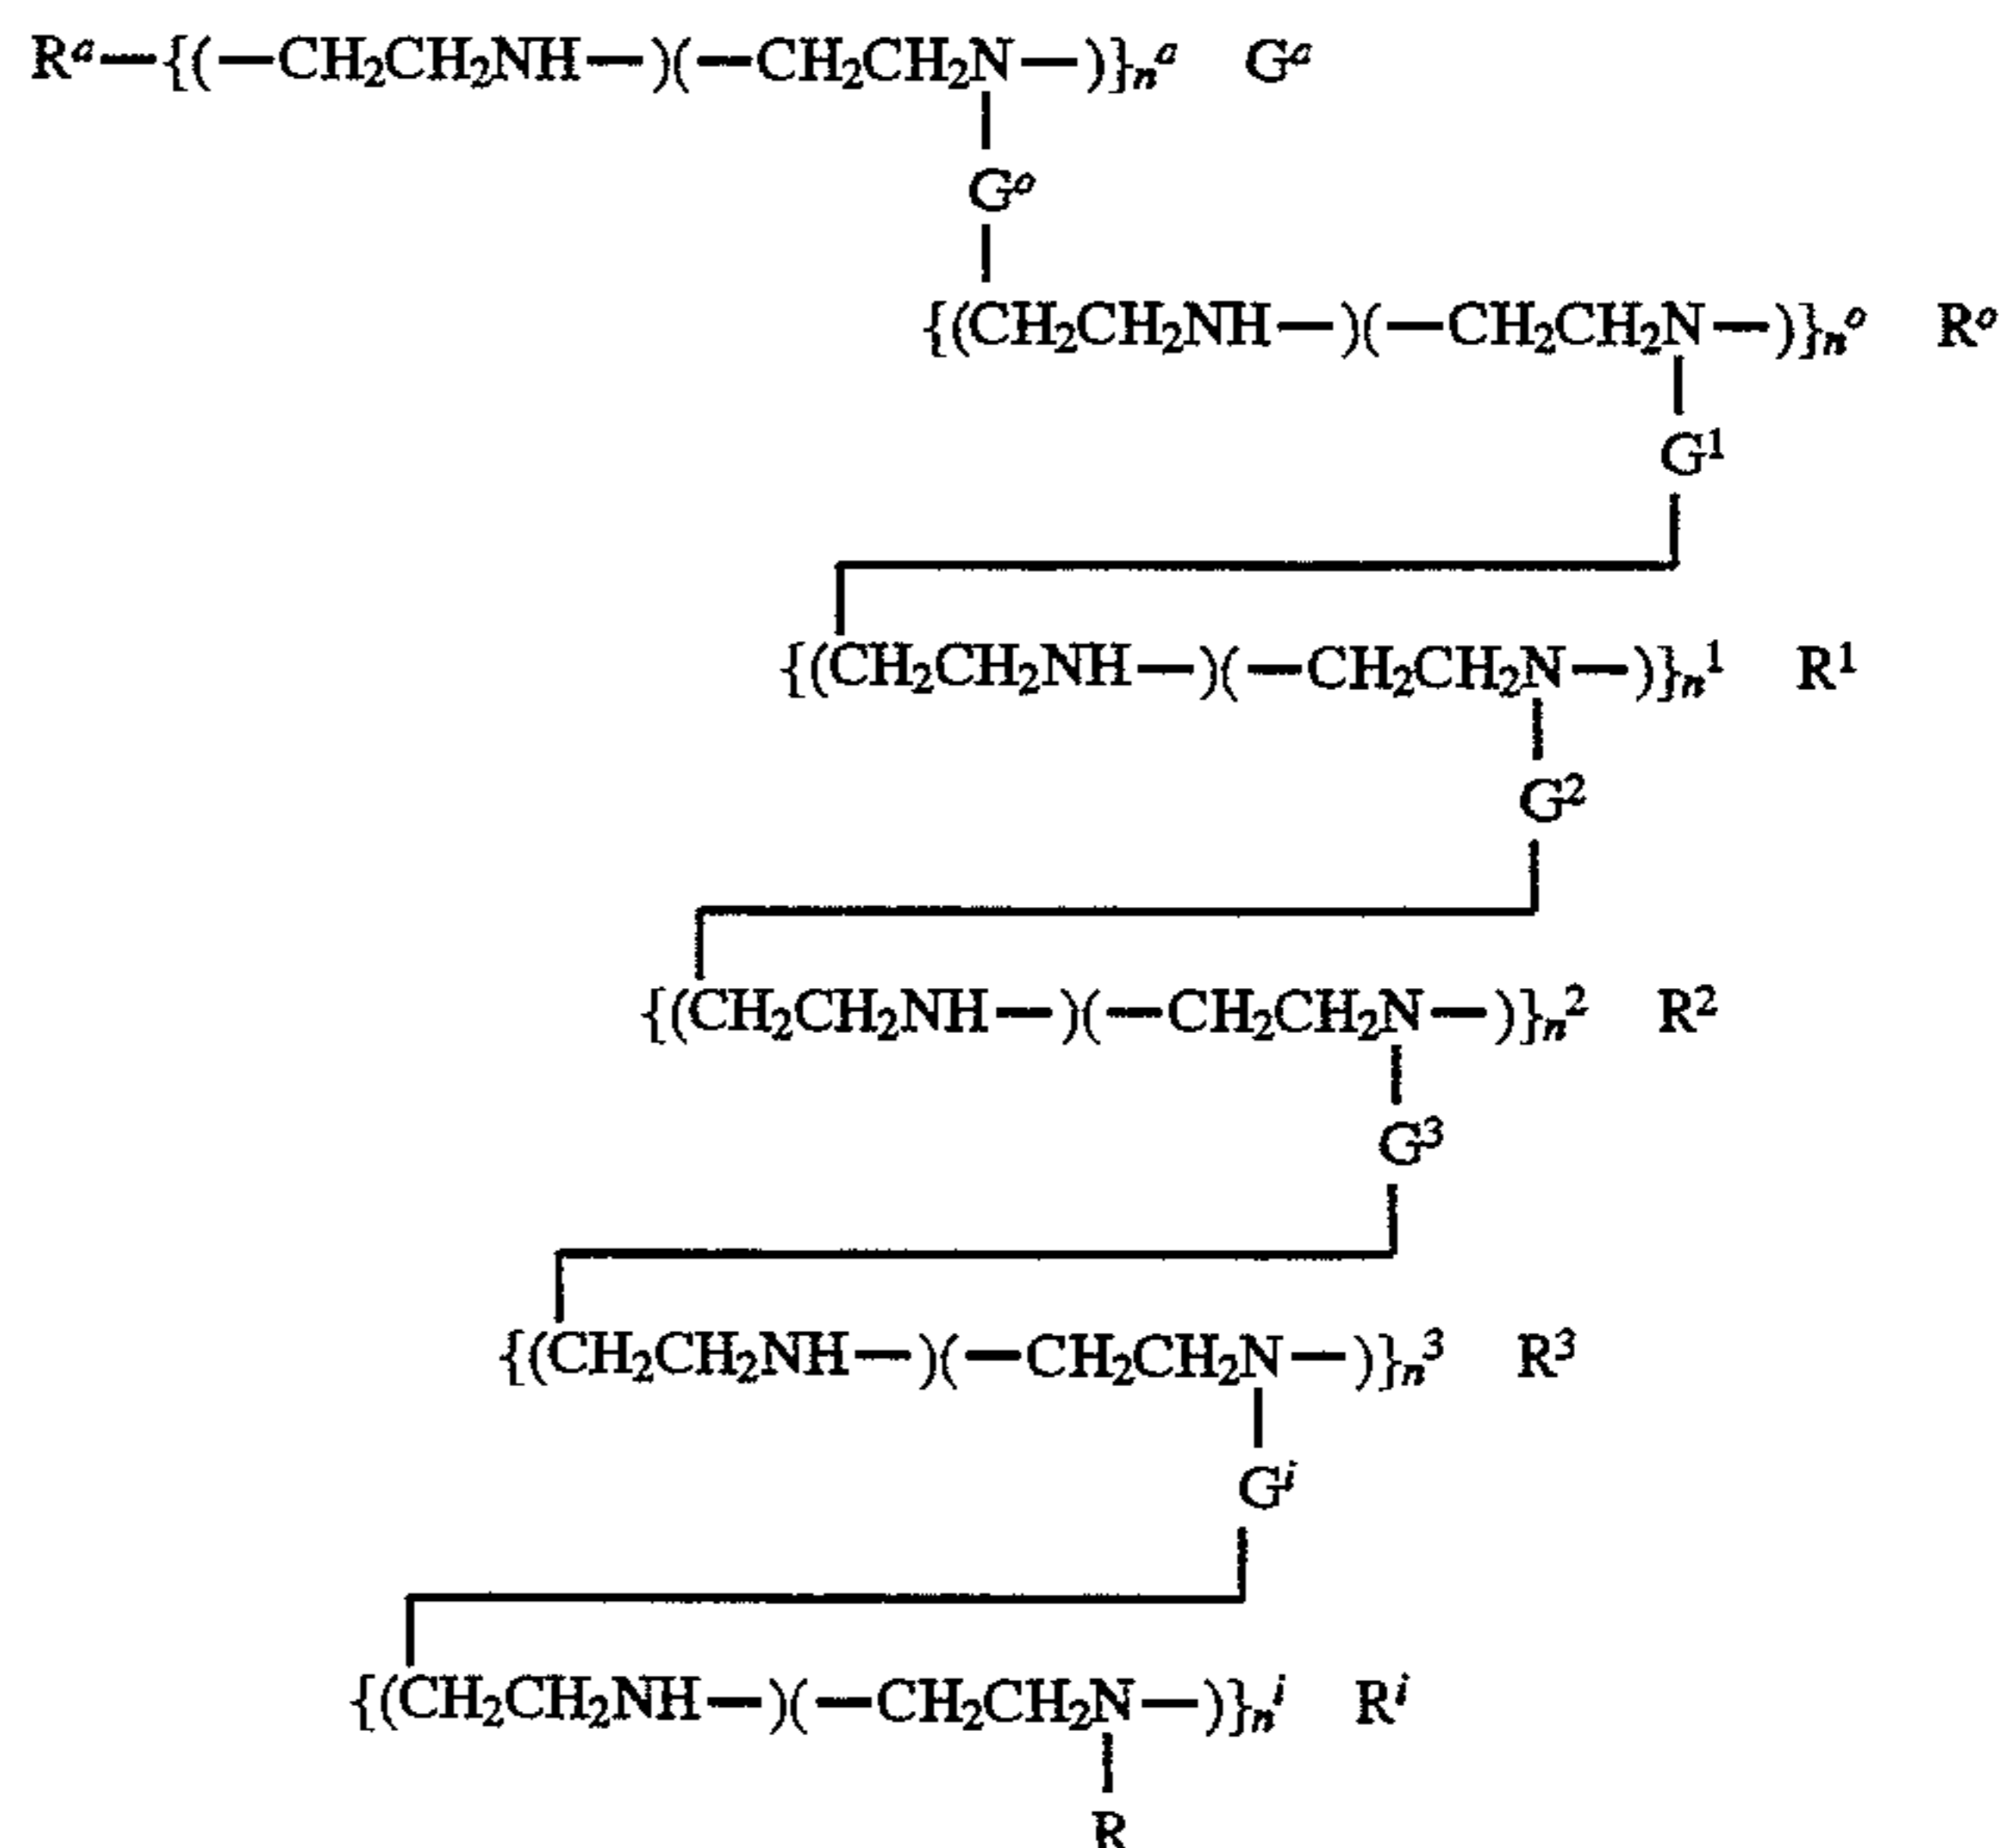 Rᵃ—{(—CH₂CH₂NH—)(—CH₂CH₂N—)}ₙᵃ Gᵃ
Gᵒ
{(CH₂CH₂NH—)(—CH₂CH₂N—)}ₙᵒ Rᵒ
G¹
{(CH₂CH₂NH—)(—CH₂CH₂N—)}ₙ¹ R¹
G²
{(CH₂CH₂NH—)(—CH₂CH₂N—)}ₙ² R²
G³
{(CH₂CH₂NH—)(—CH₂CH₂N—)}ₙ³ R³
Gⁱ
{(CH₂CH₂NH—)(—CH₂CH₂N—)}ₙⁱ Rⁱ
R